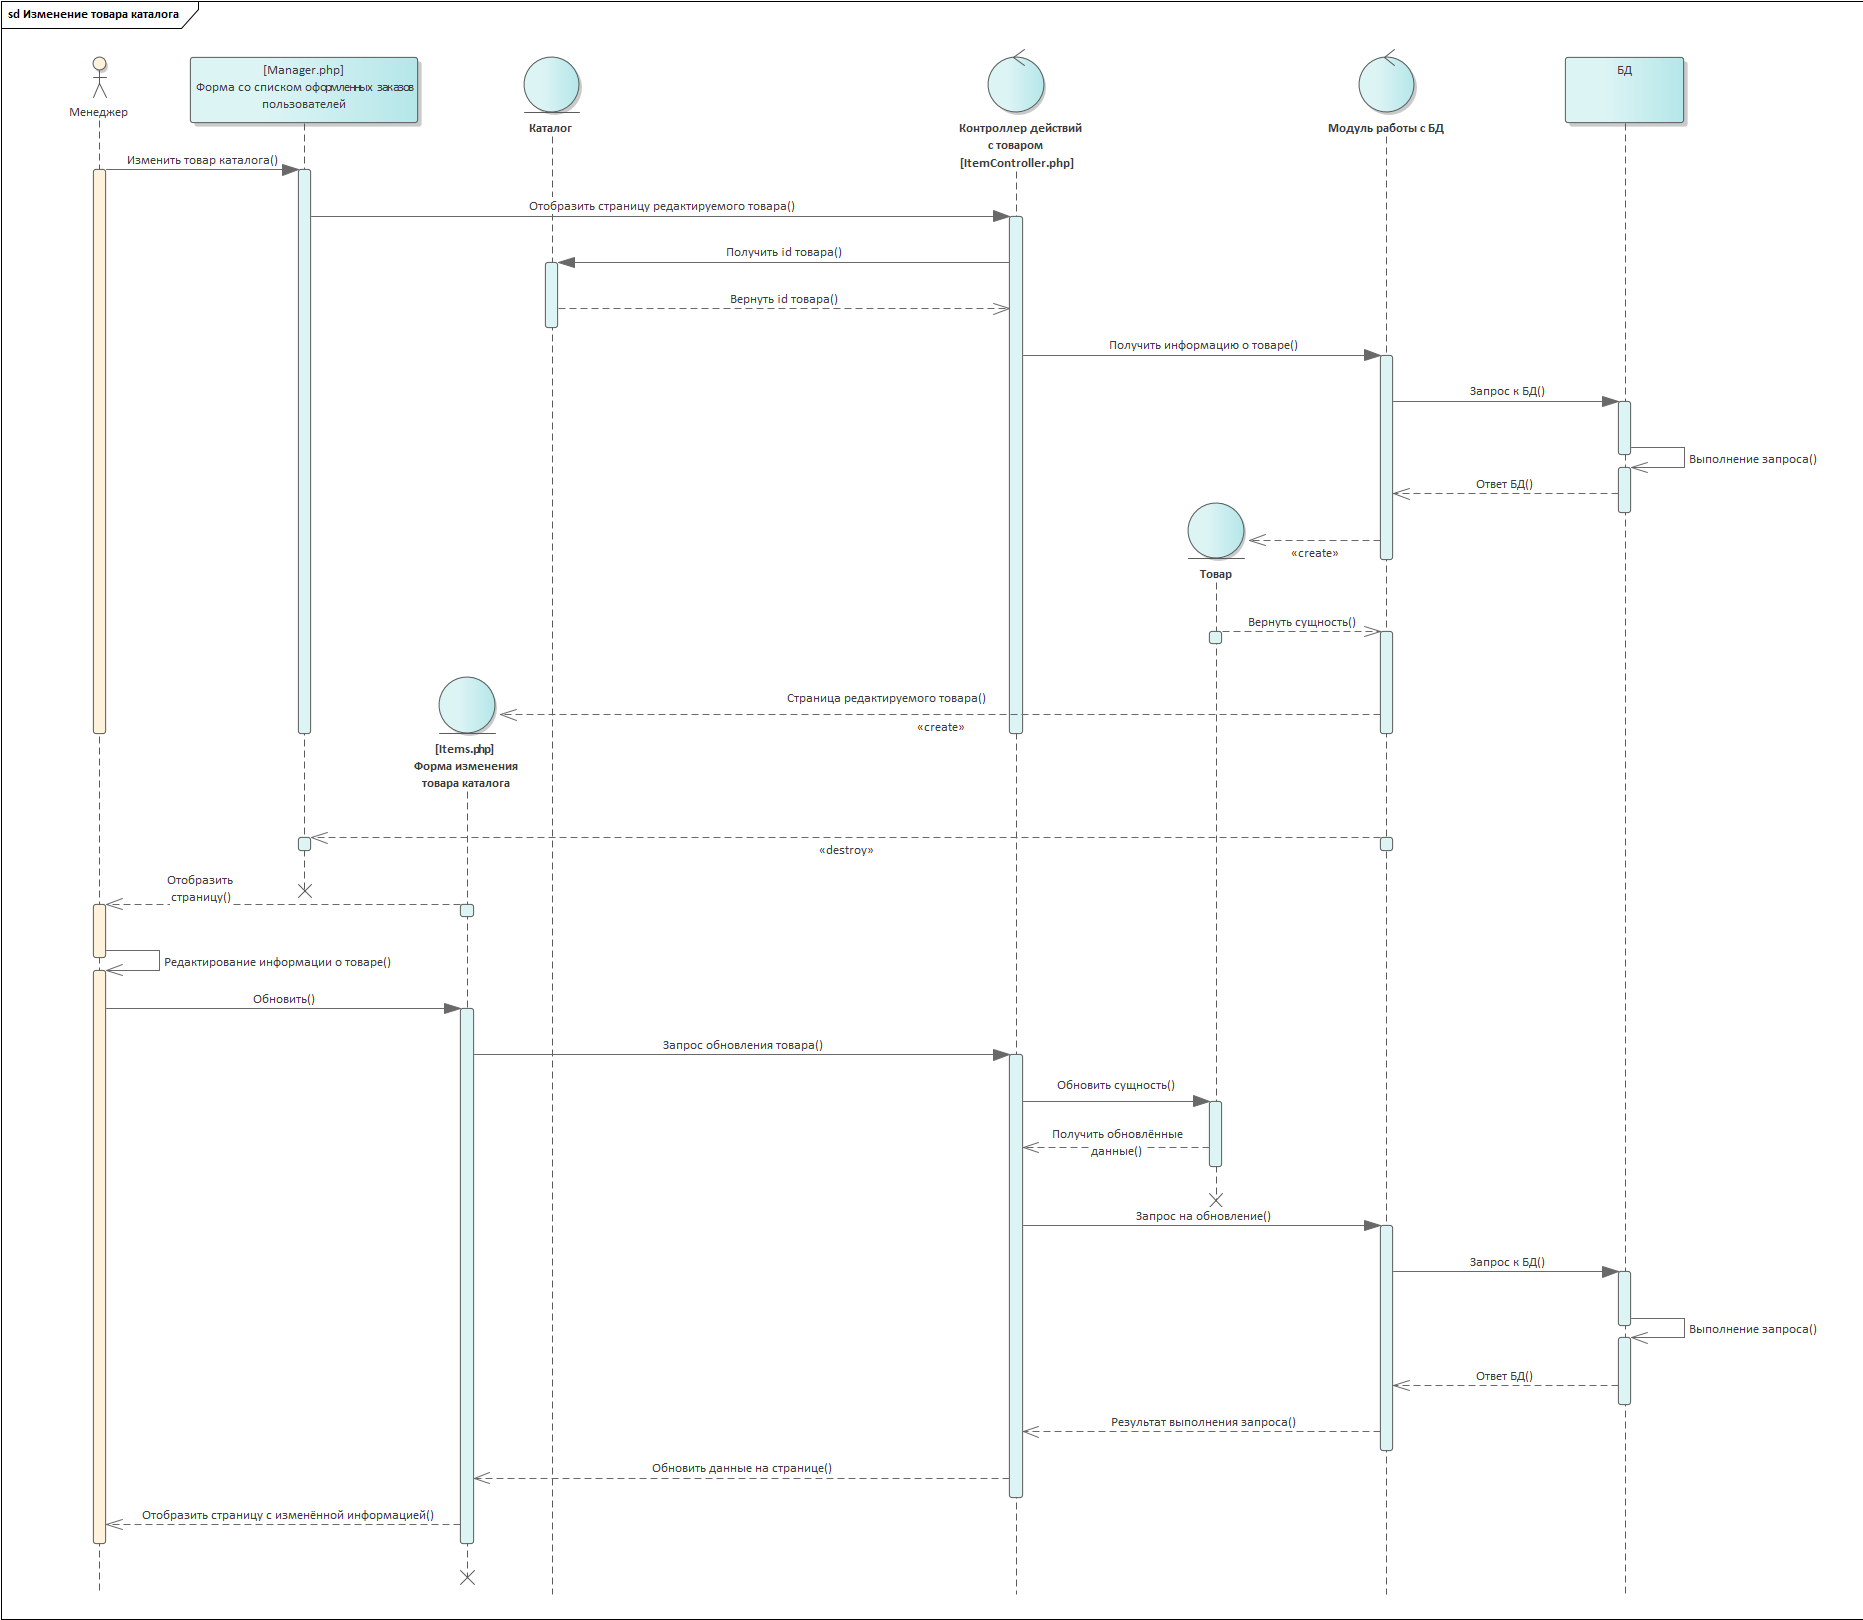 sd Изменение товара каталога
Менеджер
[Manager.php]
Форма со списком оформленных заказов
пользователей
Каталог
Контроллер действий
с товаром
[ItemController.php]
Модуль работы с БД
БД
Изменить товар каталога()
Отобразить страницу редактируемого товара()
Получить id товара()
Вернуть id товара()
Получить информацию о товаре()
Запрос к БД()
Выполнение запроса()
Ответ БД()
«create»
Товар
Вернуть сущность()
Страница редактируемого товара()
«create»
[Items.php]
Форма изменения
товара каталога
«destroy»
Отобразить
страницу()
Редактирование информации о товаре()
Обновить()
Запрос обновления товара()
Обновить сущность()
Получить обновлённые
данные()
Запрос на обновление()
Запрос к БД()
Выполнение запроса()
Ответ БД()
Результат выполнения запроса()
Обновить данные на странице()
Отобразить страницу с изменённой информацией()